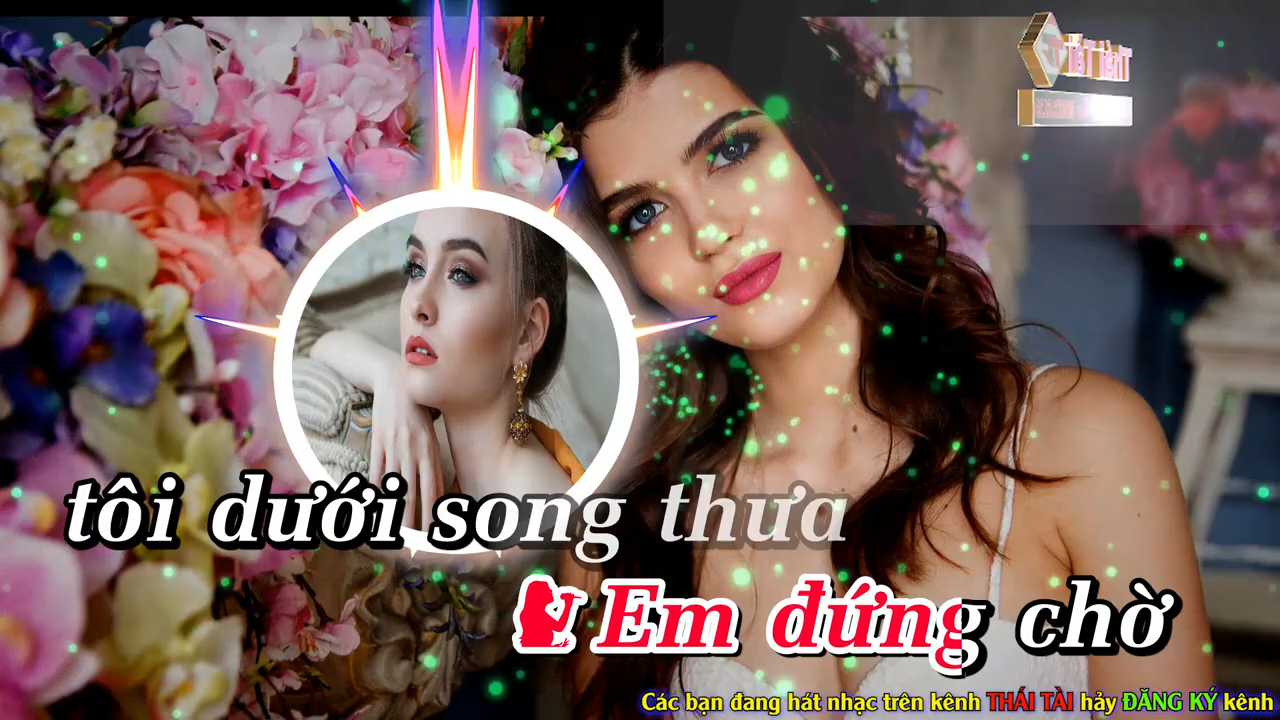 tôi dưới song thưa
Em đứng chờ
Các bạn đang hát nhạc trên kênh THÁI TÀI hảy ĐĂNG KÝ kênh